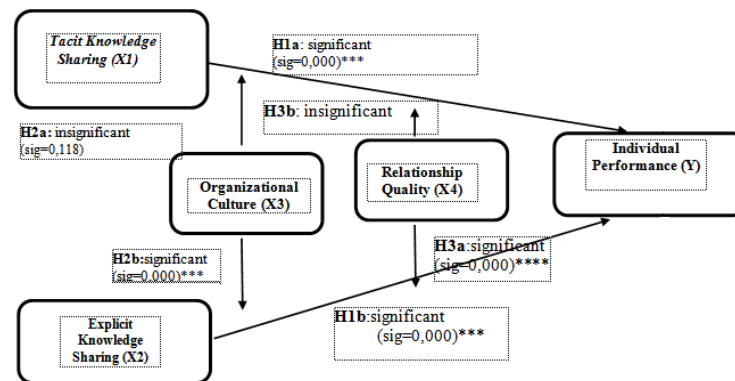 Tacit Knowledge
Sharing (X1)
H1a: significant
(sig=0,000)***
H3b: insignificant
H2a: insignificant
(sig=0,118)
Organizational
Culture (X3)
Relationship
Quality (X4)
Individual
Performance (Y)
H2b:significant
(sig=0,000)***
H3a:significant
(sig=0,000)****
H1b:significant
(sig=0,000)***
Explicit
Knowledge
Sharing (X2)